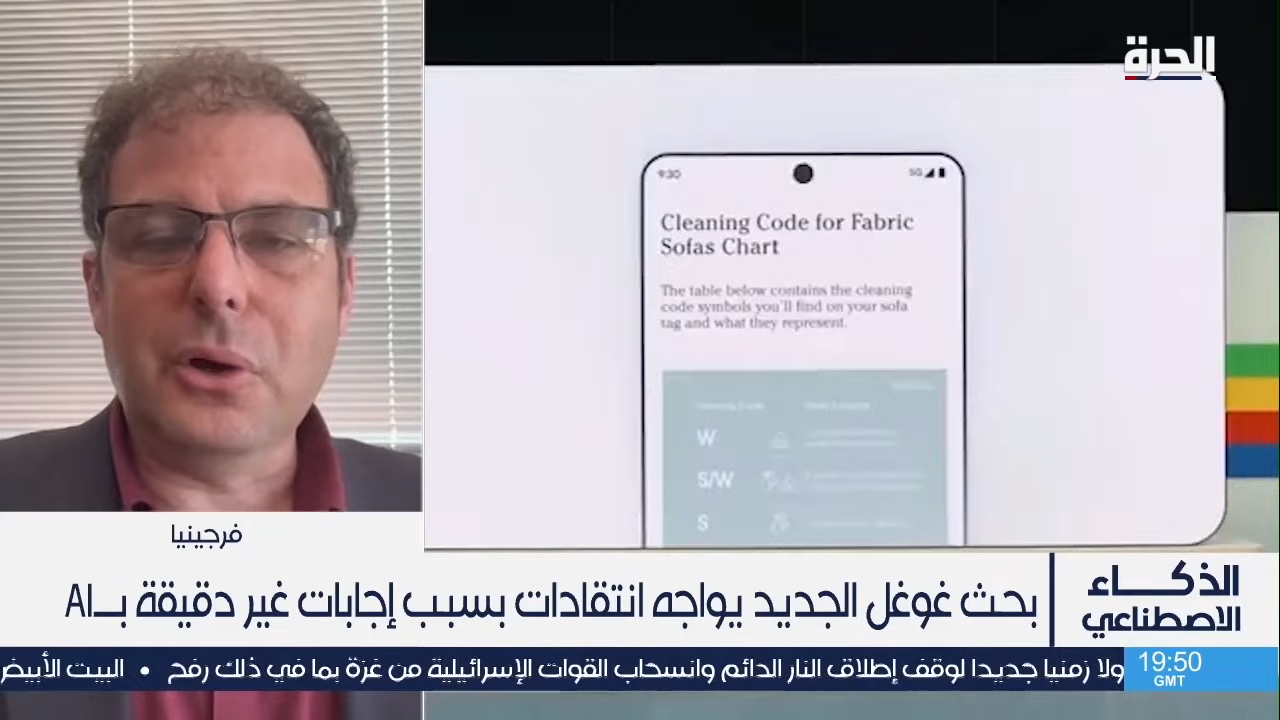 الحرة
9:30
5G
Cleaning Code for Fabric
Sofas Chart
The table below contains the cleaning
code symbols you'll find on your sofa
tag and what they represent.
W
S/W
S
فرجينيا
الذكاء
الاصطناعي
بحث غوغل الجديد يواجه انتقادات بسبب إجابات غير دقيقة بـAI
ولا زمنيا جديدا لوقف إطلاق النار الدائم وانسحاب القوات الإسرائيلية من غزة بما في ذلك رفح • البيت الأبيض
19:50
GMT